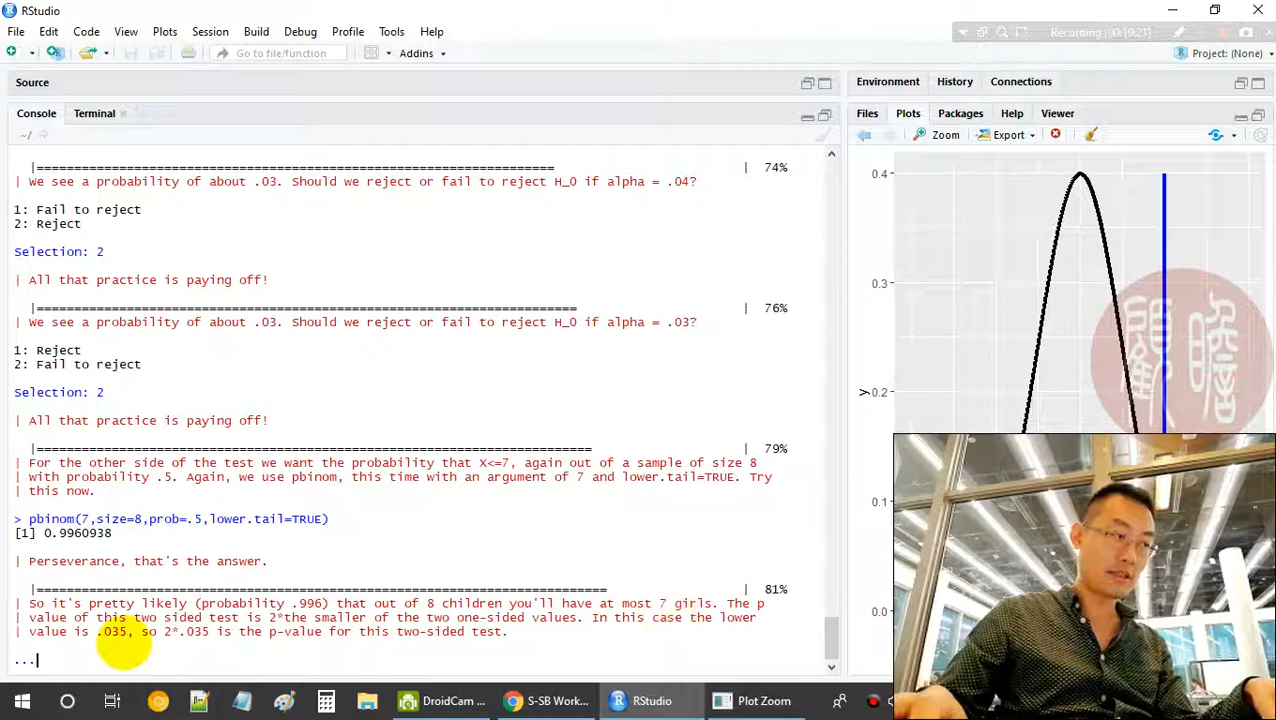 RStudio
File Edit Code View Plots Session Build Debug Profile Tools Help
Recording [00:19:21]
Go to file/function
Addins
Project: (None)
Source
Console Terminal
~/
|====================================================================== | 74%
| We see a probability of about .03. Should we reject or fail to reject H_0 if alpha = .04?
1: Fail to reject
2: Reject
Selection: 2
| All that practice is paying off!
|========================================================================= | 76%
| We see a probability of about .03. Should we reject or fail to reject H_0 if alpha = .03?
1: Reject
2: Fail to reject
Selection: 2
| All that practice is paying off!
|=========================================================================== | 79%
| For the other side of the test we want the probability that X<=7, again out of a sample of size 8
| with probability .5. Again, we use pbinom, this time with an argument of 7 and lower.tail=TRUE. Try
| this now.
> pbinom(7,size=8,prob=.5,lower.tail=TRUE)
[1] 0.9960938
| Perseverance, that's the answer.
|============================================================================= | 81%
| So it's pretty likely (probability .996) that out of 8 children you'll have at most 7 girls. The p
| value of this two sided test is 2*the smaller of the two one-sided values. In this case the lower
| value is .035, so 2*.035 is the p-value for this two-sided test.
...
Environment History Connections
Files Plots Packages Help Viewer
Zoom Export
0.4
0.3
0.2
0.1
0.0
y
DroidCam ...
S-SB Work...
RStudio
Plot Zoom